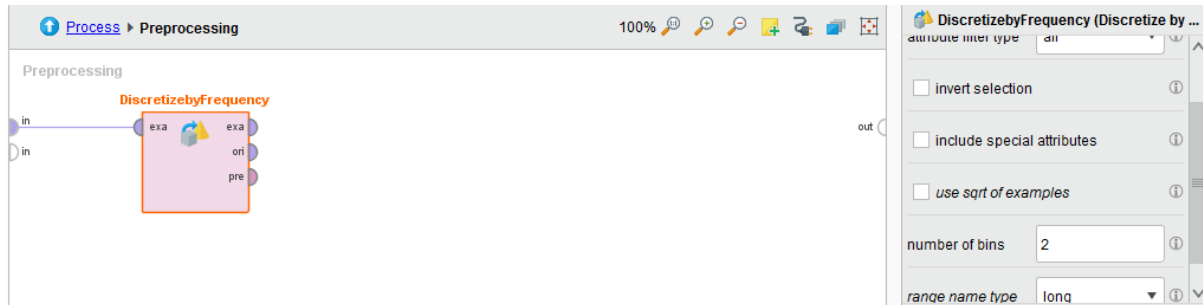 Process ▸ Preprocessing
100%
Preprocessing
DiscretizebyFrequency
in
exa
exa
out
in
ori
pre
DiscretizebyFrequency (Discretize by ...
attribute filter type
all
invert selection
include special attributes
use sqrt of examples
number of bins
2
range name type
long